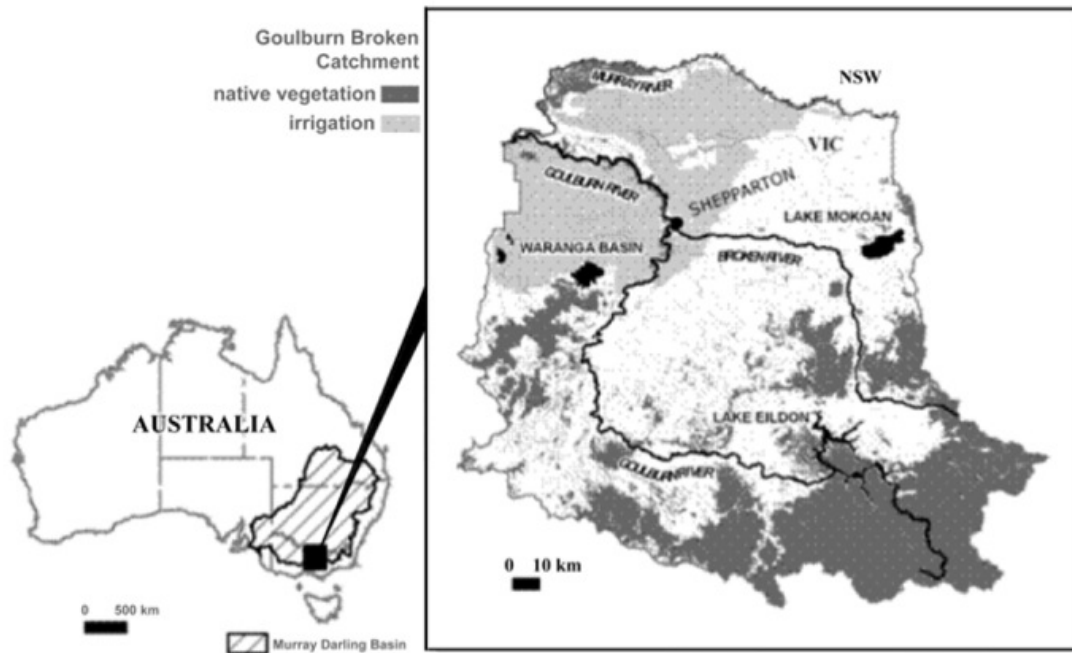 Goulburn Broken
Catchment
native vegetation
irrigation
AUSTRALIA
0 500 km
Murray Darling Basin
MURRAY RIVER
NSW
VIC
GOULBURN RIVER
SHEPPARTON
LAKE MOKOAN
WARANGA BASIN
BROKEN RIVER
LAKE EILDON
GOULBURN RIVER
0 10 km